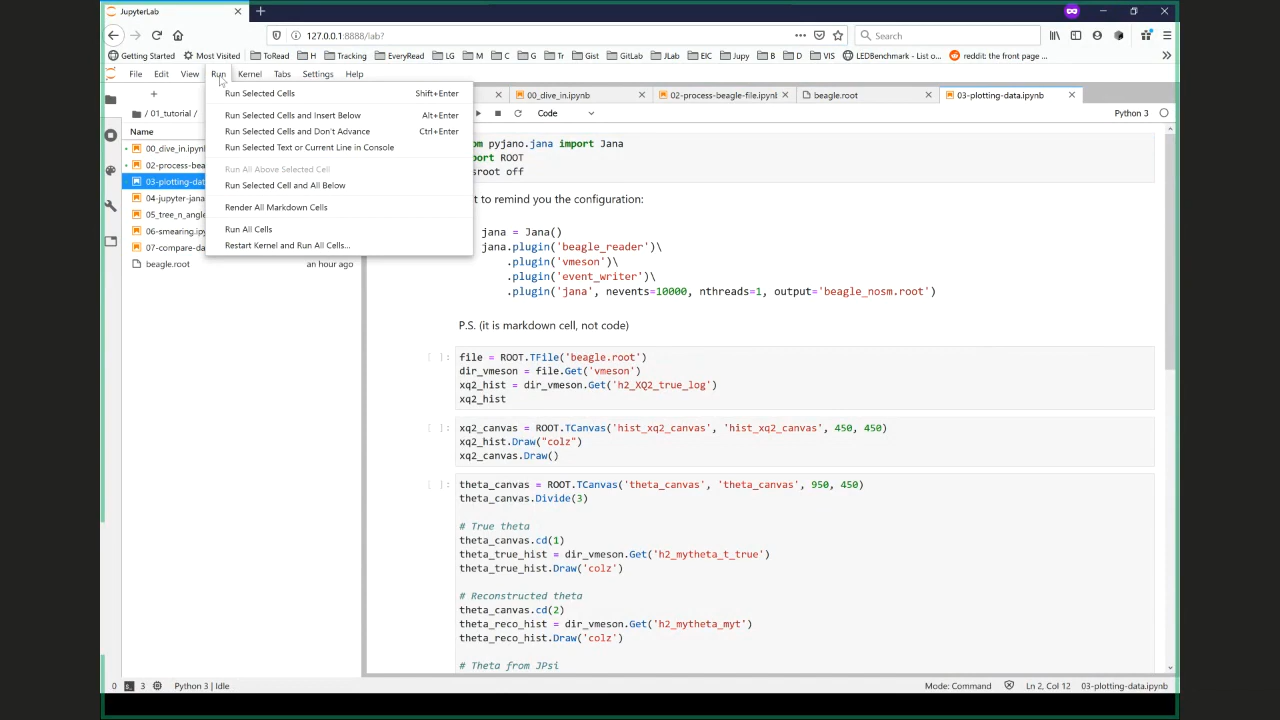 JupyterLab
127.0.0.1:8888/lab?
Search
Getting Started Most Visited ToRead H Tracking EveryRead LG M C G Tr Gist GitLab JLab EIC Jupy B D VIS LEDBenchmark - List o... reddit: the front page ...
File Edit View Run Kernel Tabs Settings Help
00_dive_in.ipynb 02-process-beagle-file.ipynb beagle.root 03-plotting-data.ipynb
Code Python 3
/ 01_tutorial /
Name
00_dive_in.ipynb
02-process-bea
03-plotting-dat
04-jupyter-jana
05_tree_n_angle
06-smearing.ipy
07-compare-da
beagle.root an hour ago
Run Selected Cells Shift+Enter
Run Selected Cells and Insert Below Alt+Enter
Run Selected Cells and Don't Advance Ctrl+Enter
Run Selected Text or Current Line in Console
Run All Above Selected Cell
Run Selected Cell and All Below
Render All Markdown Cells
Run All Cells
Restart Kernel and Run All Cells...
om pyjano.jana import Jana
port ROOT
sroot off
t to remind you the configuration:
jana = Jana()
jana.plugin('beagle_reader')\
.plugin('vmeson')\
.plugin('event_writer')\
.plugin('jana', nevents=10000, nthreads=1, output='beagle_nosm.root')
P.S. (it is markdown cell, not code)
[ ]: file = ROOT.TFile('beagle.root')
dir_vmeson = file.Get('vmeson')
xq2_hist = dir_vmeson.Get('h2_XQ2_true_log')
xq2_hist
[ ]: xq2_canvas = ROOT.TCanvas('hist_xq2_canvas', 'hist_xq2_canvas', 450, 450)
xq2_hist.Draw("colz")
xq2_canvas.Draw()
[ ]: theta_canvas = ROOT.TCanvas('theta_canvas', 'theta_canvas', 950, 450)
theta_canvas.Divide(3)
# True theta
theta_canvas.cd(1)
theta_true_hist = dir_vmeson.Get('h2_mytheta_t_true')
theta_true_hist.Draw('colz')
# Reconstructed theta
theta_canvas.cd(2)
theta_reco_hist = dir_vmeson.Get('h2_mytheta_myt')
theta_reco_hist.Draw('colz')
# Theta from JPsi
0 3 Python 3 | Idle Mode: Command Ln 2, Col 12 03-plotting-data.ipynb